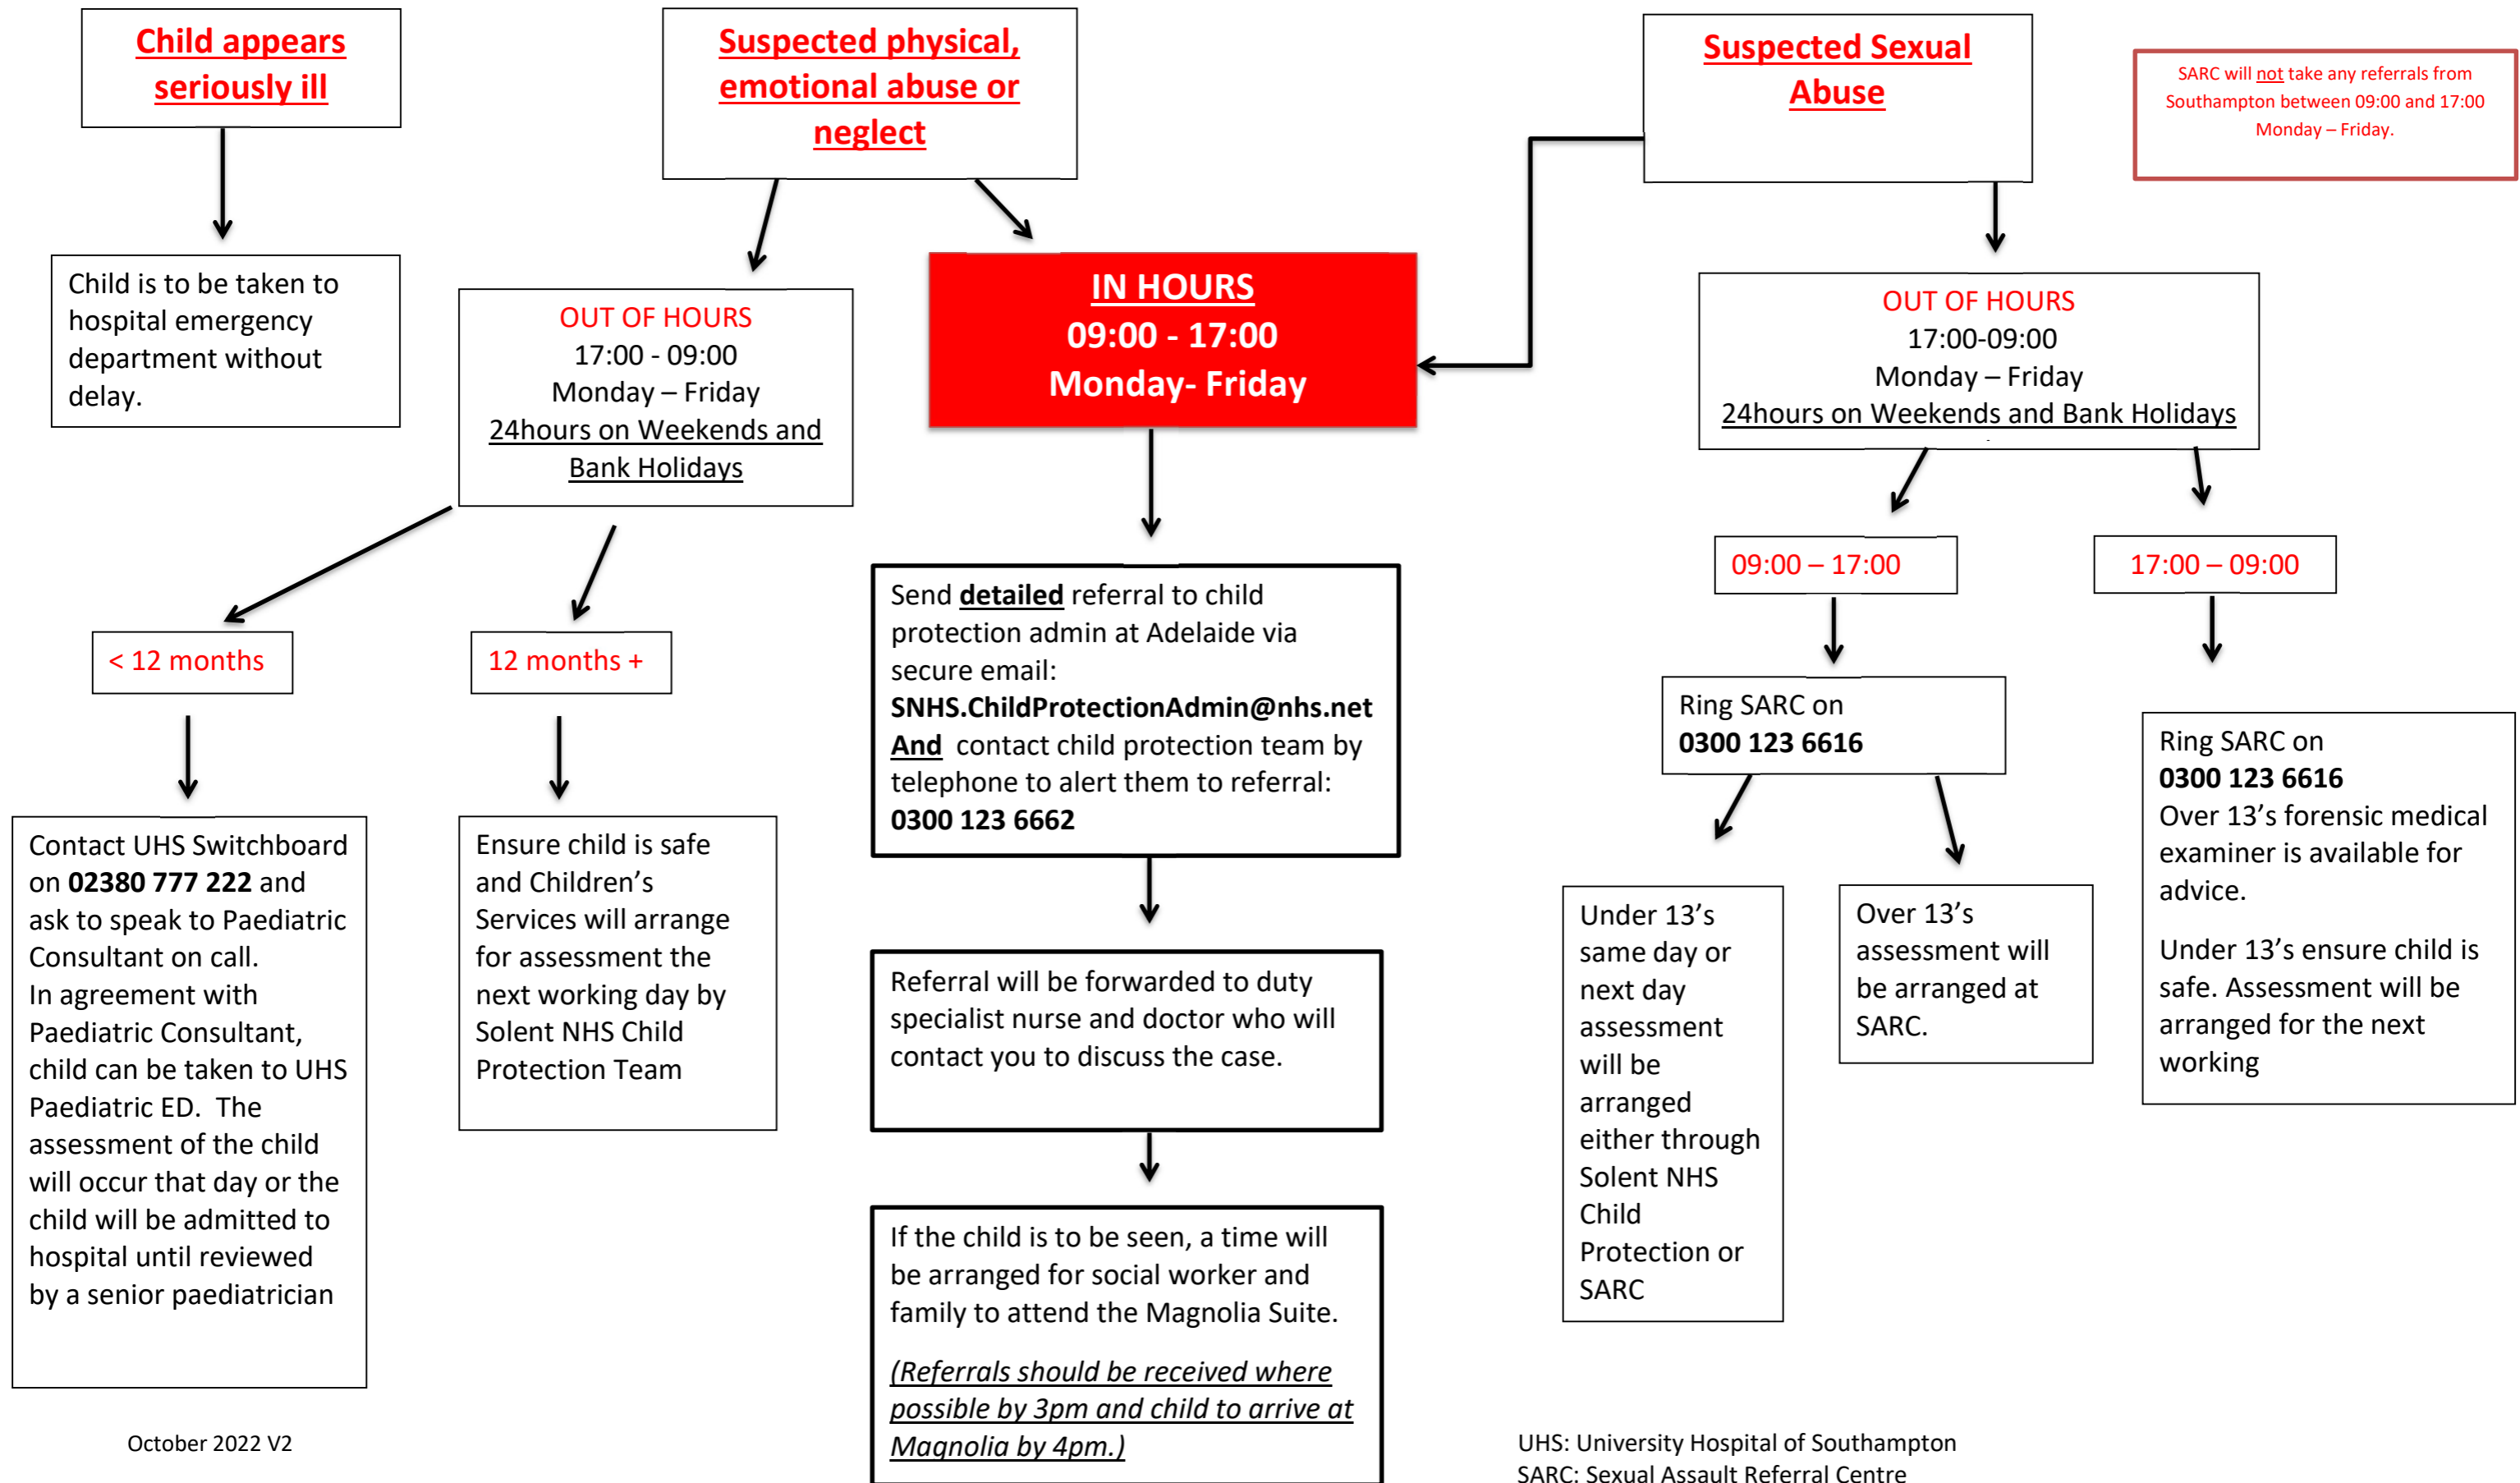 Child appears
seriously ill
Suspected physical,
emotional abuse or
neglect
Suspected Sexual
Abuse
SARC will not take any referrals from
Southampton between 09:00 and 17:00
Monday – Friday.
Child is to be taken to
hospital emergency
department without
delay.
OUT OF HOURS
17:00 - 09:00
Monday – Friday
24hours on Weekends and
Bank Holidays
IN HOURS
09:00 - 17:00
Monday- Friday
OUT OF HOURS
17:00-09:00
Monday – Friday
24hours on Weekends and Bank Holidays
< 12 months
12 months +
Contact UHS Switchboard
on 02380 777 222 and
ask to speak to Paediatric
Consultant on call.
In agreement with
Paediatric Consultant,
child can be taken to UHS
Paediatric ED. The
assessment of the child
will occur that day or the
child will be admitted to
hospital until reviewed
by a senior paediatrician
Ensure child is safe
and Children’s
Services will arrange
for assessment the
next working day by
Solent NHS Child
Protection Team
Send detailed referral to child
protection admin at Adelaide via
secure email:
SNHS.ChildProtectionAdmin@nhs.net
And contact child protection team by
telephone to alert them to referral:
0300 123 6662
Referral will be forwarded to duty
specialist nurse and doctor who will
contact you to discuss the case.
If the child is to be seen, a time will
be arranged for social worker and
family to attend the Magnolia Suite.
(Referrals should be received where
possible by 3pm and child to arrive at
Magnolia by 4pm.)
09:00 – 17:00
17:00 – 09:00
Ring SARC on
0300 123 6616
Under 13’s
same day or
next day
assessment
will be
arranged
either through
Solent NHS
Child
Protection or
SARC
Over 13’s
assessment will
be arranged at
SARC.
Ring SARC on
0300 123 6616
Over 13’s forensic medical
examiner is available for
advice.
Under 13’s ensure child is
safe. Assessment will be
arranged for the next
working
October 2022 V2
UHS: University Hospital of Southampton
SARC: Sexual Assault Referral Centre